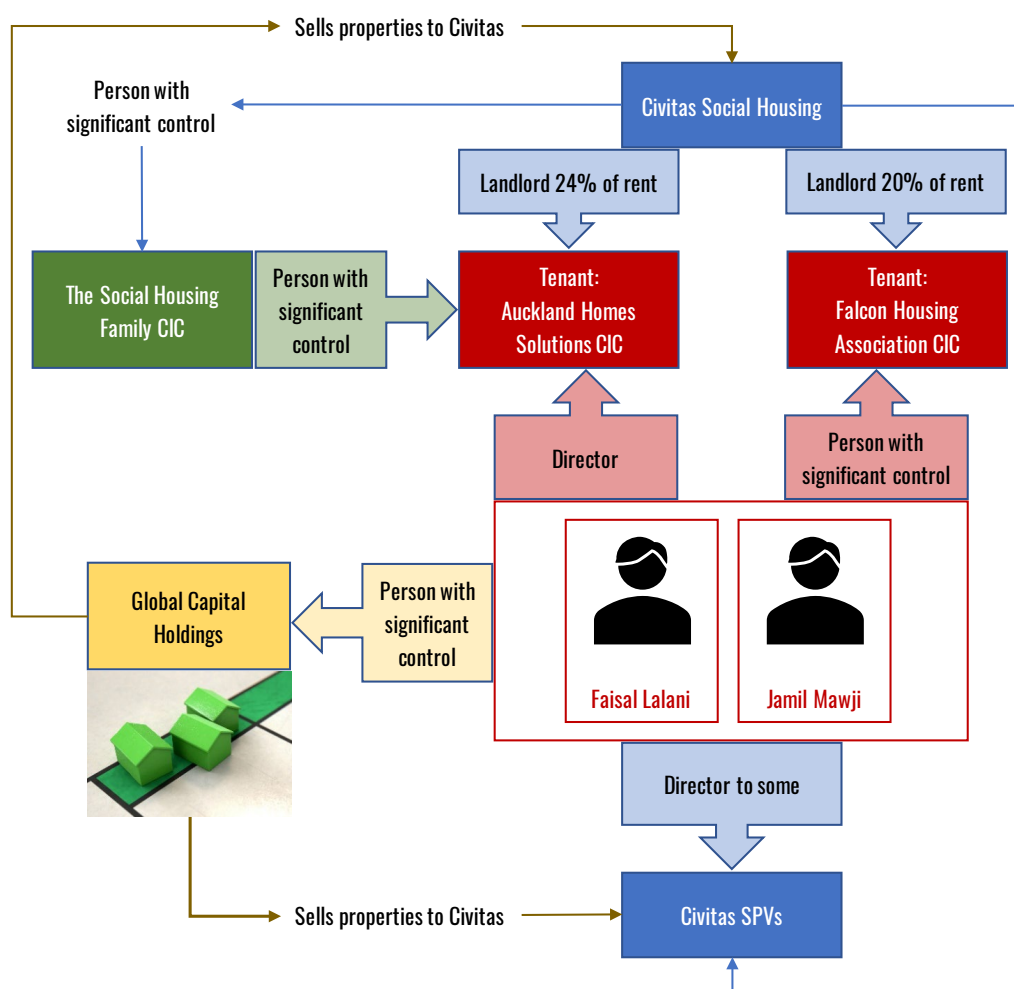 Sells properties to Civitas
Person with
significant control
Civitas Social Housing
Landlord 24% of rent
Landlord 20% of rent
The Social Housing
Family CIC
Person with
significant
control
Tenant:
Auckland Homes
Solutions CIC
Tenant:
Falcon Housing
Association CIC
Director
Person with
significant control
Global Capital
Holdings
Person with
significant
control
Faisal Lalani
Jamil Mawji
Director to some
Sells properties to Civitas
Civitas SPVs